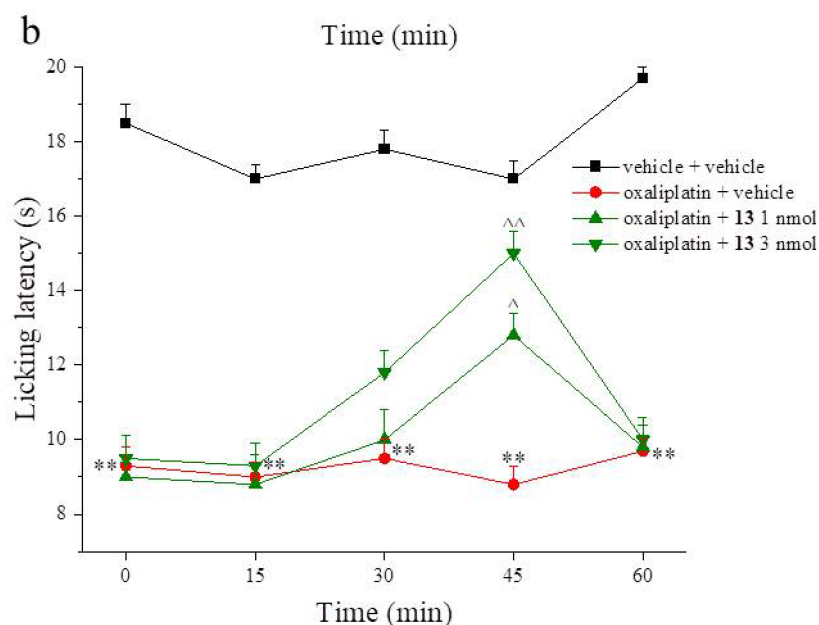 b
Time (min)
20
18
16
14
12
10
8
Licking latency (s)
vehicle + vehicle
oxaliplatin + vehicle
oxaliplatin + 13 1 nmol
oxaliplatin + 13 3 nmol
^^
^
**
**
**
**
**
0 15 30 45 60
Time (min)